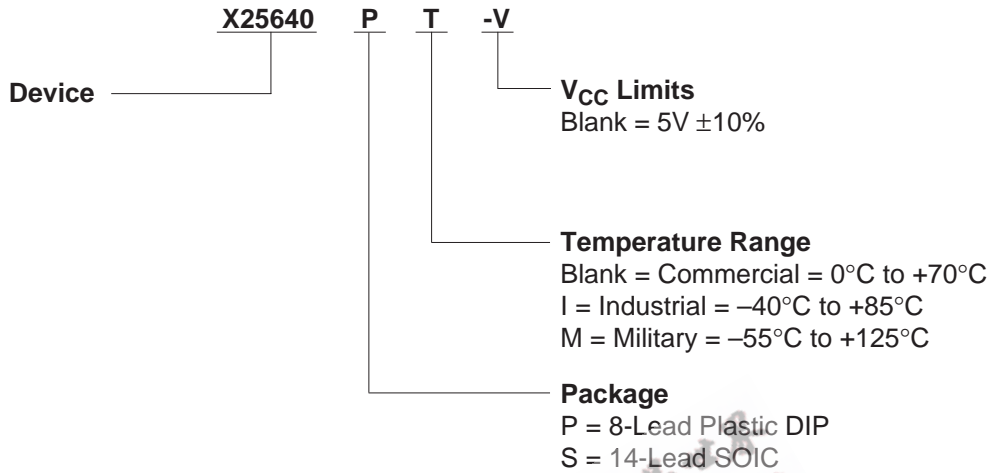 X25640 P T -V
Device
VCC Limits
Blank = 5V ±10%
Temperature Range
Blank = Commercial = 0°C to +70°C
I = Industrial = –40°C to +85°C
M = Military = –55°C to +125°C
Package
P = 8-Lead Plastic DIP
S = 14-Lead SOIC